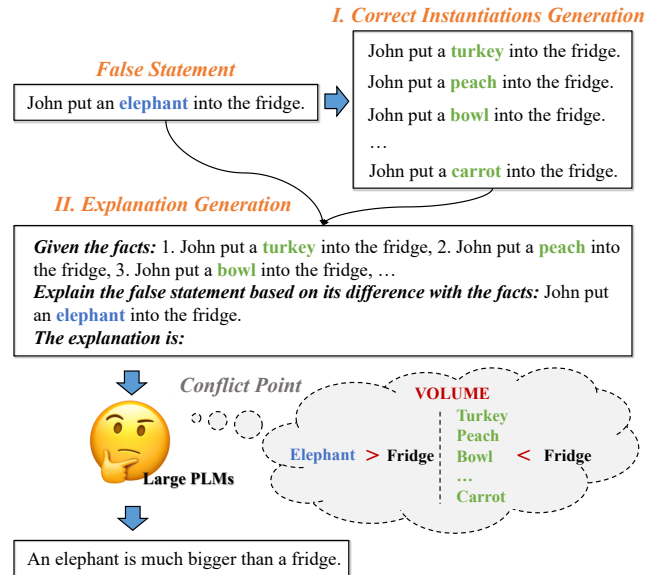 I. Correct Instantiations Generation
John put a turkey into the fridge.
John put a peach into the fridge.
John put a bowl into the fridge.
…
John put a carrot into the fridge.
False Statement
John put an elephant into the fridge.
II. Explanation Generation
Given the facts: 1. John put a turkey into the fridge, 2. John put a peach into
the fridge, 3. John put a bowl into the fridge, …
Explain the false statement based on its difference with the facts: John put
an elephant into the fridge.
The explanation is:
Conflict Point
Large PLMs
VOLUME
Elephant > Fridge
Turkey
Peach
Bowl
…
Carrot
< Fridge
An elephant is much bigger than a fridge.